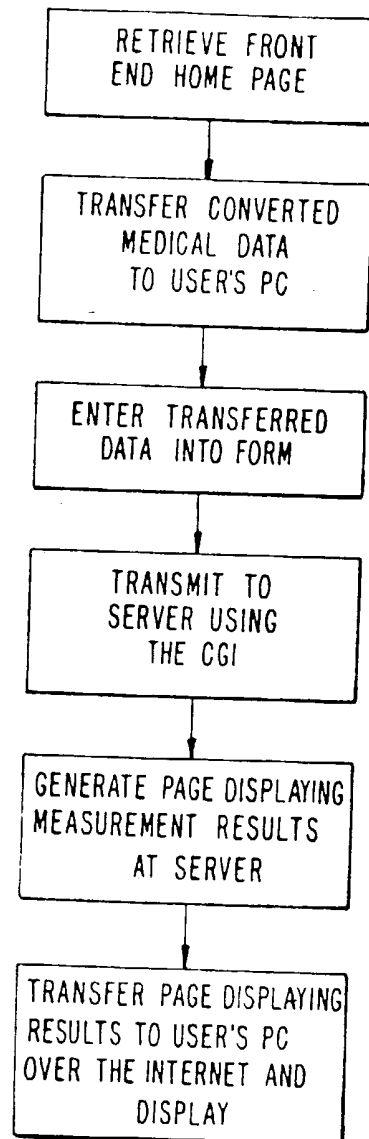 RETRIEVE FRONT
END HOME PAGE
TRANSFER CONVERTED
MEDICAL DATA
TO USER'S PC
ENTER TRANSFERRED
DATA INTO FORM
TRANSMIT TO
SERVER USING
THE CGI
GENERATE PAGE DISPLAYING
MEASUREMENT RESULTS
AT SERVER
TRANSFER PAGE DISPLAYING
RESULTS TO USER'S PC
OVER THE INTERNET AND
DISPLAY